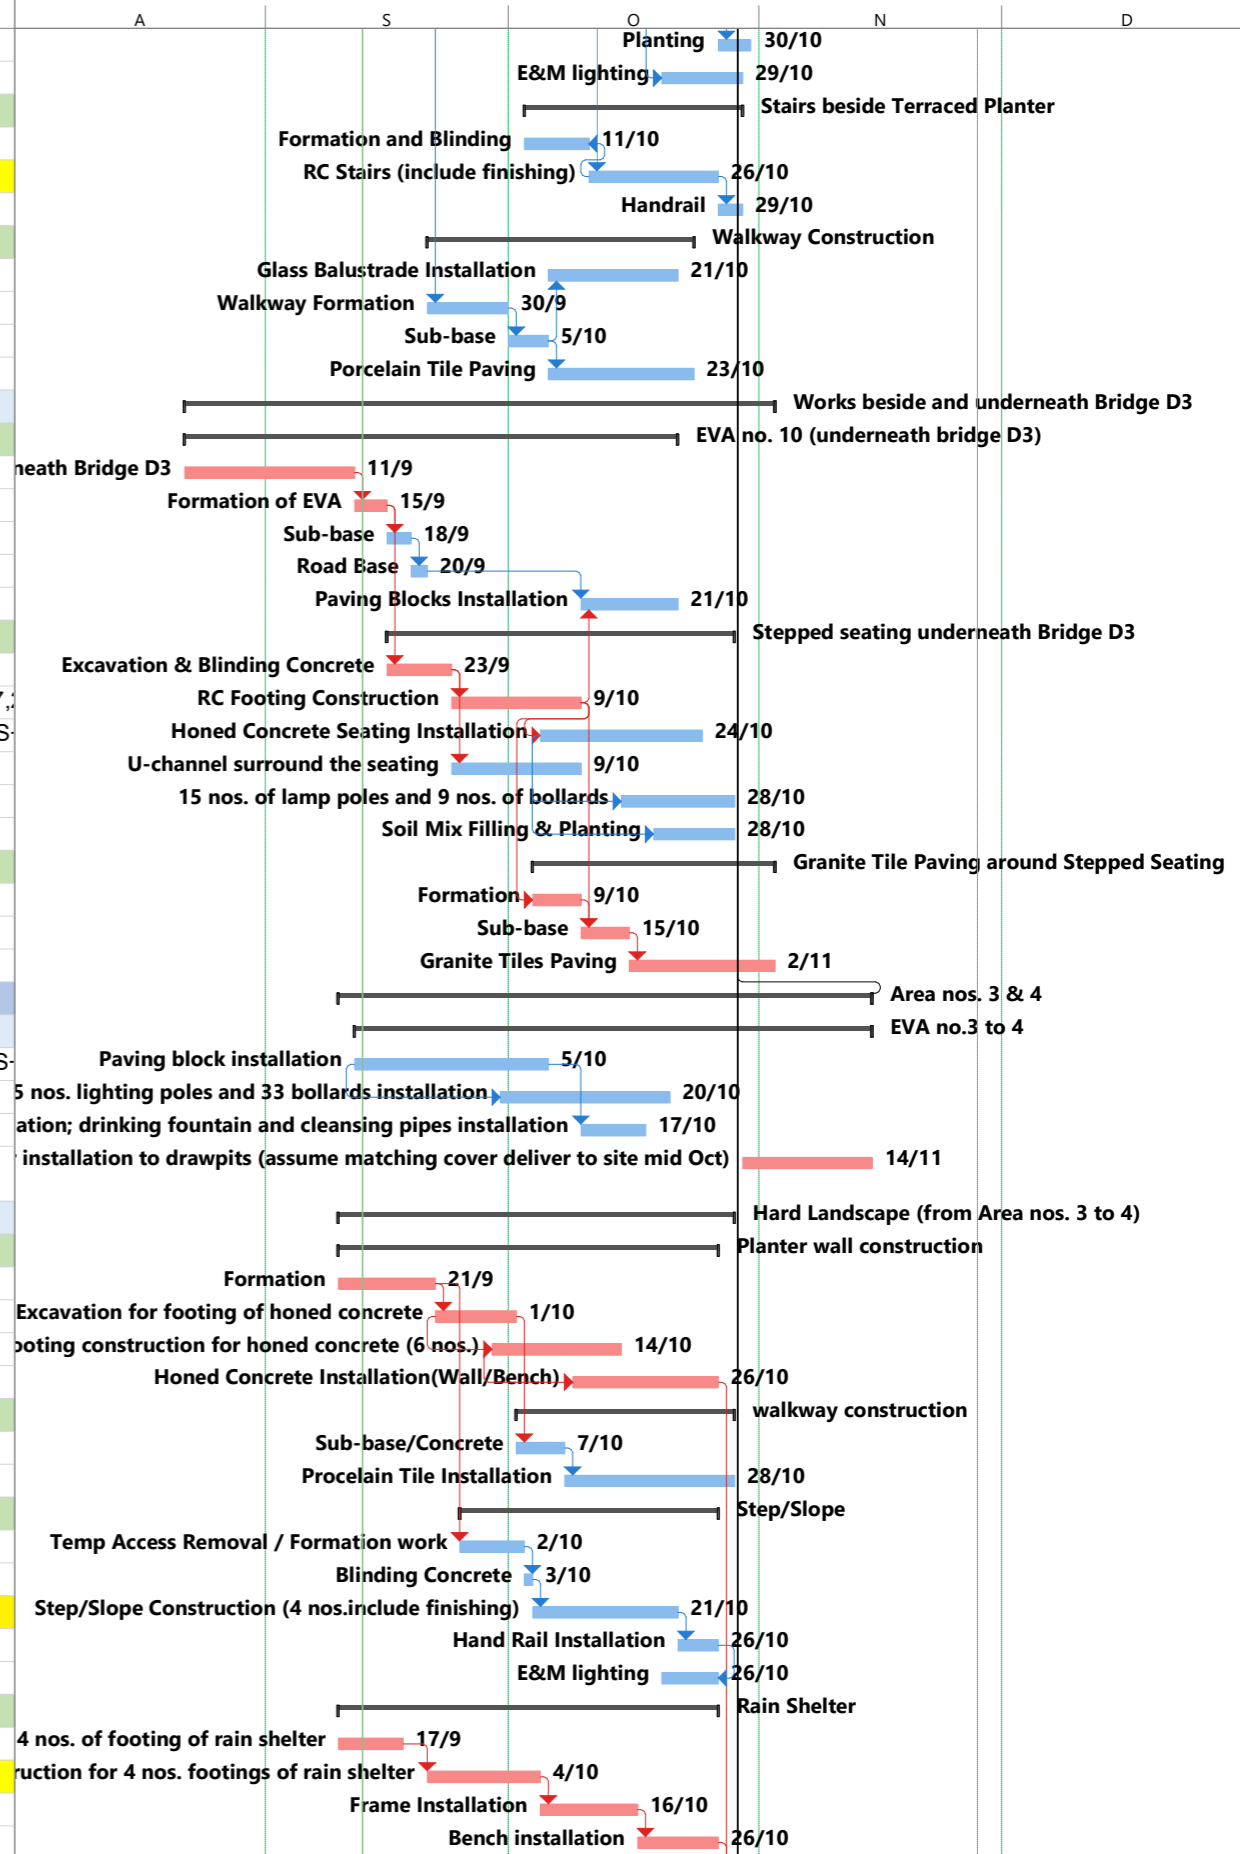 A S O N D
Planting 30/10
E&M lighting 29/10
Stairs beside Terraced Planter
Formation and Blinding 11/10
RC Stairs (include finishing) 26/10
Handrail 29/10
Walkway Construction
Glass Balustrade Installation 21/10
Walkway Formation 30/9
Sub-base 5/10
Porcelain Tile Paving 23/10
Works beside and underneath Bridge D3
EVA no. 10 (underneath bridge D3)
neath Bridge D3 11/9
Formation of EVA 15/9
Sub-base 18/9
Road Base 20/9
Paving Blocks Installation 21/10
Stepped seating underneath Bridge D3
Excavation & Blinding Concrete 23/9
RC Footing Construction 9/10
S- Honed Concrete Seating Installation 24/10
U-channel surround the seating 9/10
15 nos. of lamp poles and 9 nos. of bollards 28/10
Soil Mix Filling & Planting 28/10
Granite Tile Paving around Stepped Seating
Formation 9/10
Sub-base 15/10
Granite Tiles Paving 2/11
Area nos. 3 & 4
EVA no.3 to 4
S- Paving block installation 5/10
5 nos. lighting poles and 33 bollards installation 20/10
ation; drinking fountain and cleansing pipes installation 17/10
installation to drawpits (assume matching cover deliver to site mid Oct) 14/11
Hard Landscape (from Area nos. 3 to 4)
Planter wall construction
Formation 21/9
Excavation for footing of honed concrete 1/10
ooting construction for honed concrete (6 nos.) 14/10
Honed Concrete Installation(Wall/Bench) 26/10
walkway construction
Sub-base/Concrete 7/10
Procelain Tile Installation 28/10
Step/Slope
Temp Access Removal / Formation work 2/10
Blinding Concrete 3/10
Step/Slope Construction (4 nos.include finishing) 21/10
Hand Rail Installation 26/10
E&M lighting 26/10
Rain Shelter
4 nos. of footing of rain shelter 17/9
ruction for 4 nos. footings of rain shelter 4/10
Frame Installation 16/10
Bench installation 26/10